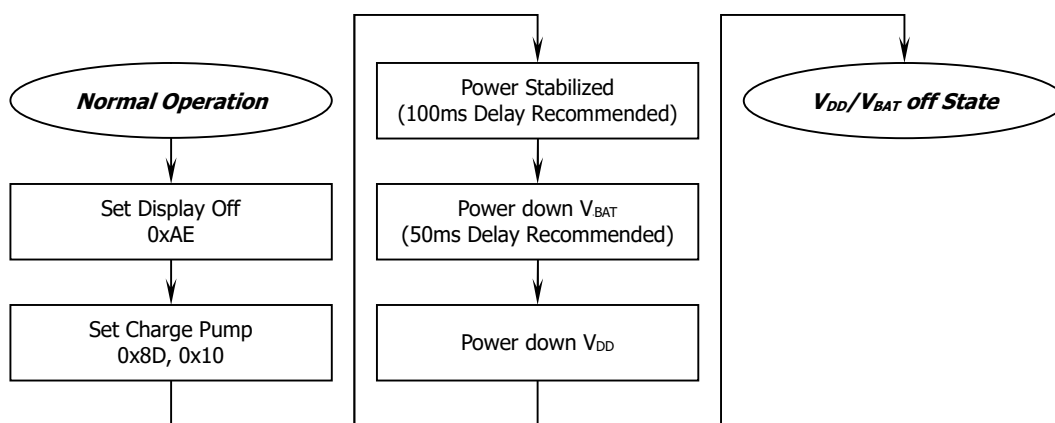 Normal Operation
Set Display Off
0xAE
Set Charge Pump
0x8D, 0x10
Power Stabilized
(100ms Delay Recommended)
Power down VBAT
(50ms Delay Recommended)
Power down VDD
VDD/VBAT off State